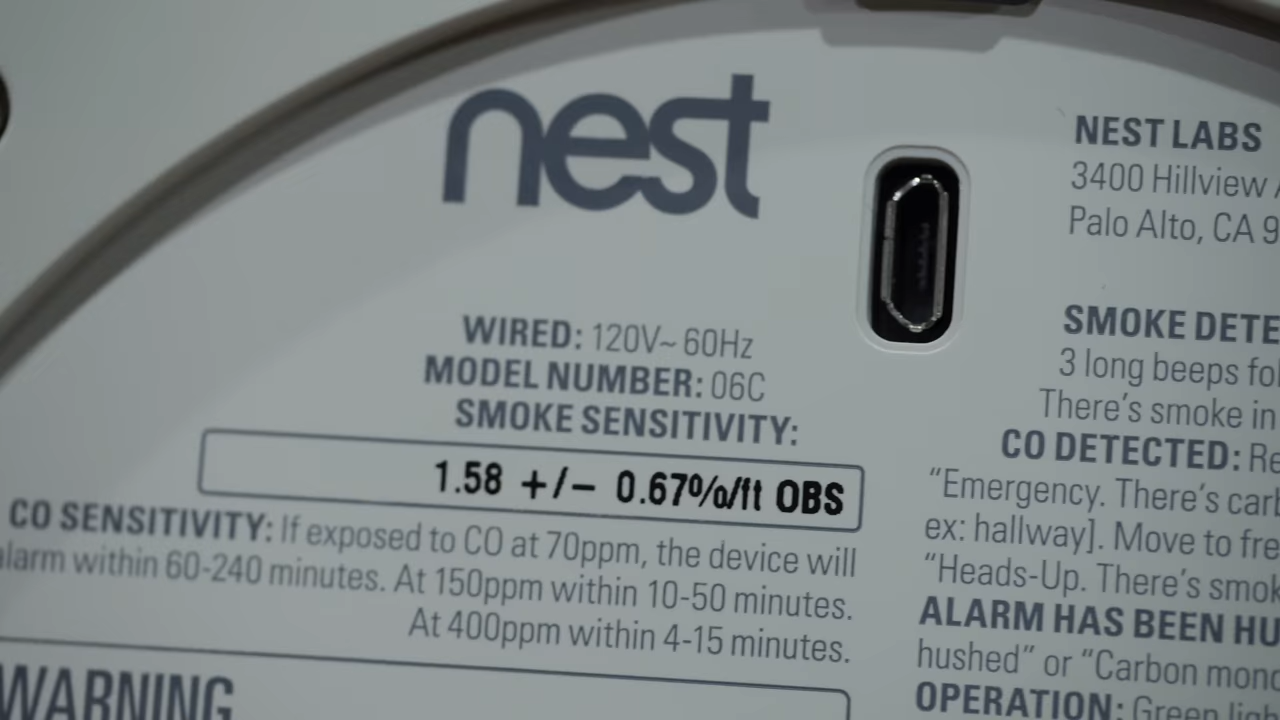 nest
WIRED: 120V~ 60Hz
MODEL NUMBER: 06C
SMOKE SENSITIVITY:
1.58 +/- 0.67%/ft OBS
CO SENSITIVITY: If exposed to CO at 70ppm, the device will
alarm within 60-240 minutes. At 150ppm within 10-50 minutes.
At 400ppm within 4-15 minutes.
WARNING
NEST LABS
3400 Hillview
Palo Alto, CA 9
SMOKE DETE
3 long beeps fol
There's smoke in
CO DETECTED: Re
"Emergency. There's carb
ex: hallway]. Move to fre
"Heads-Up. There's smok
ALARM HAS BEEN HU
hushed" or "Carbon mono
OPERATION: Green ligh